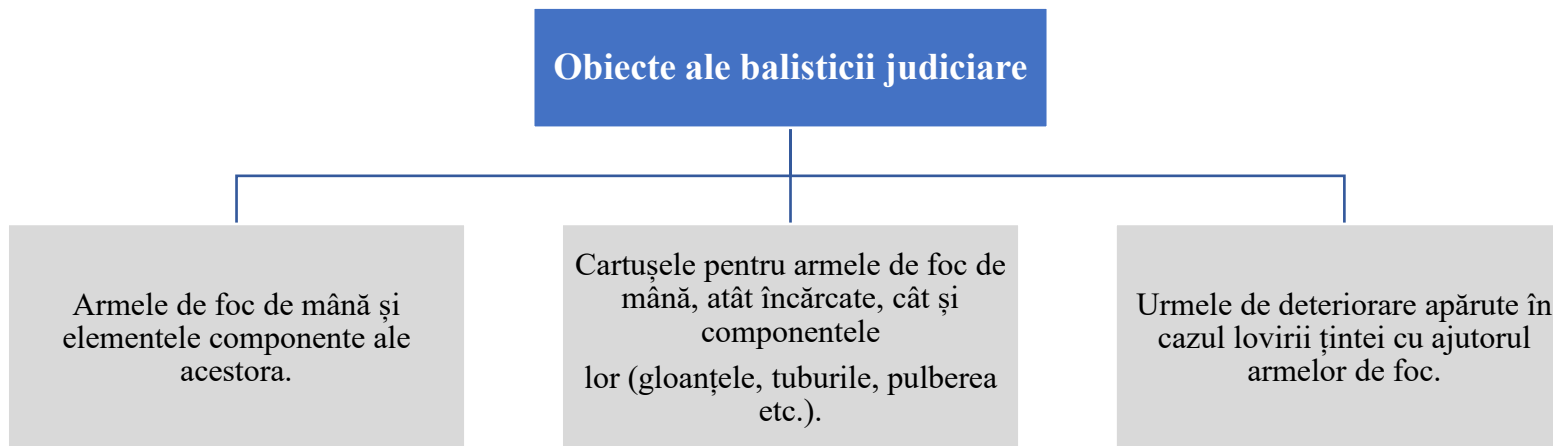 Obiecte ale balisticii judiciare
Armele de foc de mână și
elementele componente ale
acestora.
Cartușele pentru armele de foc de
mână, atât încărcate, cât și
componentele
lor (gloanțele, tuburile, pulberea
etc.).
Urmele de deteriorare apărute în
cazul lovirii țintei cu ajutorul
armelor de foc.